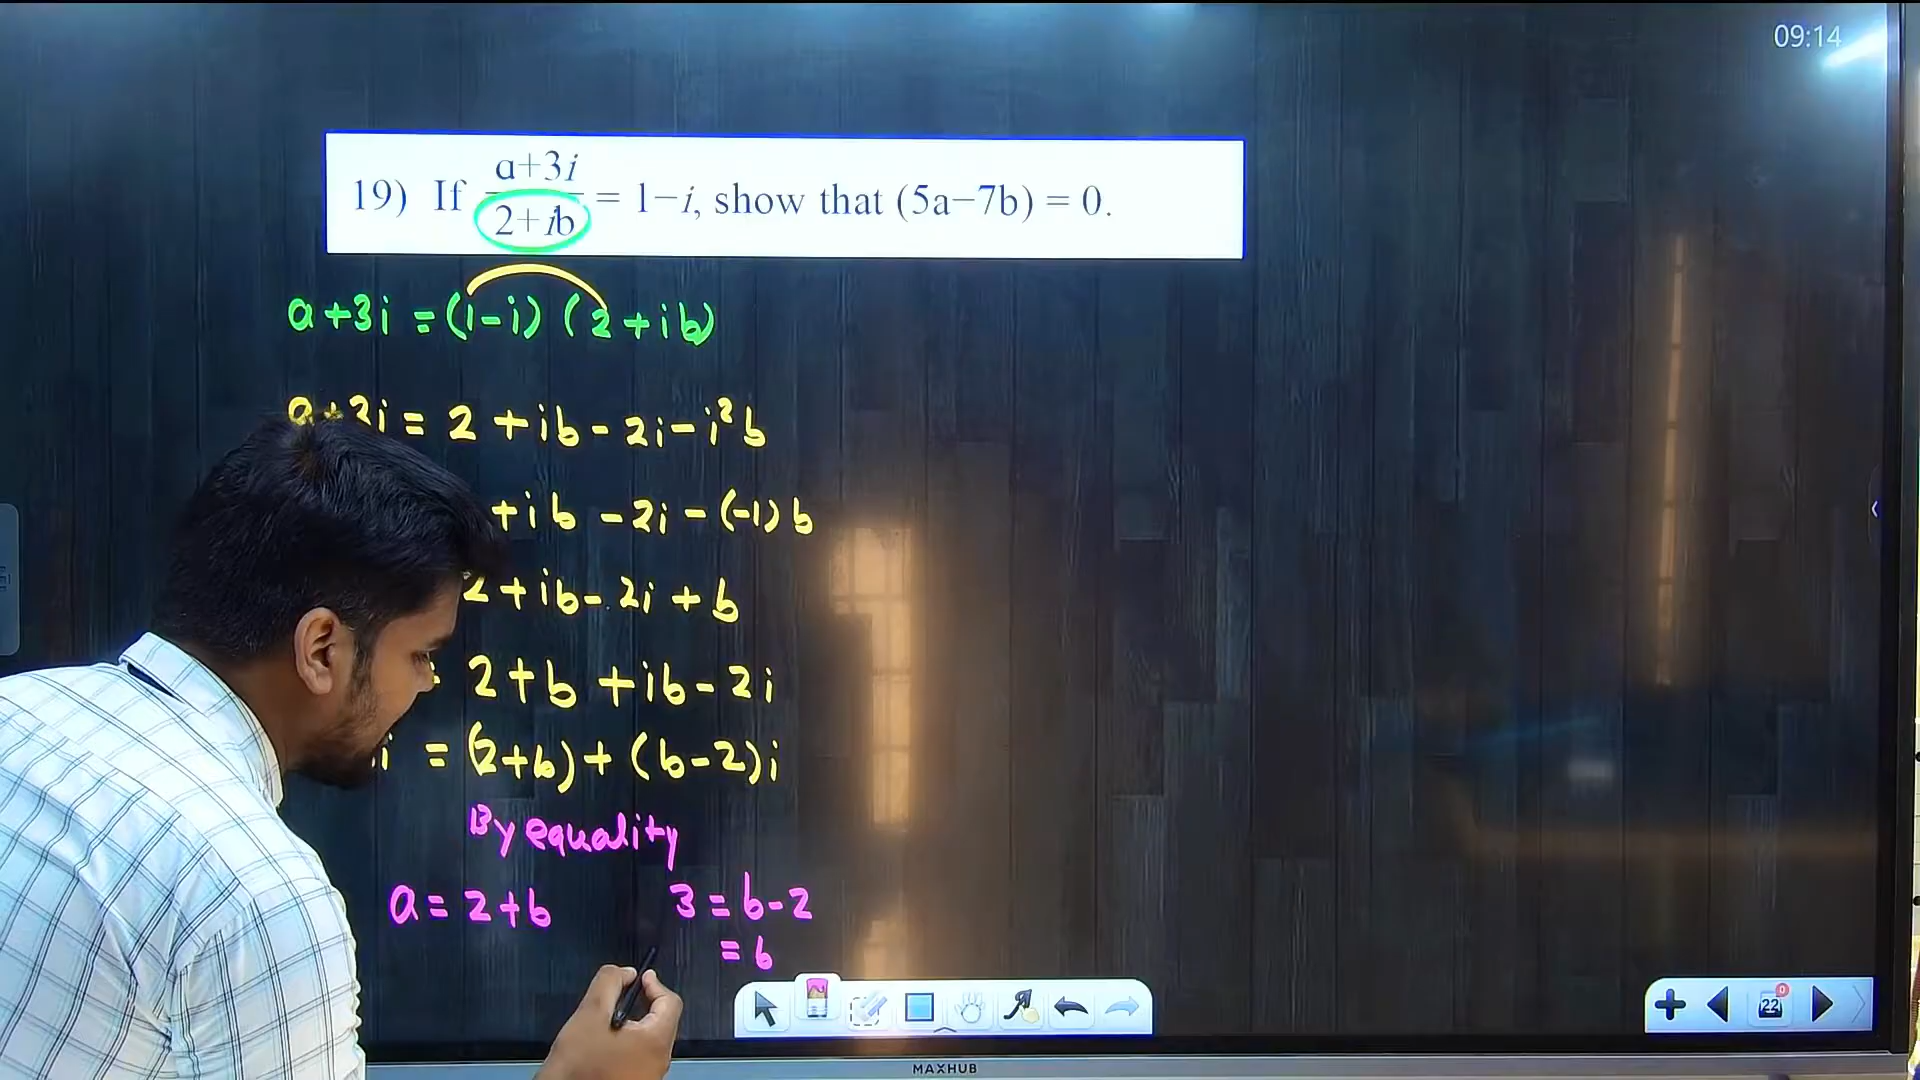 09:14
19) If a+3i/2+ib = 1−i, show that (5a−7b) = 0.
a+3i = (1-i) (2+ib)
a+3i = 2 +ib-2i-i²b
+ib -2i-(-1)b
2+ib-2i+b
= 2+b+ib-2i
i = (2+b)+(b-2)i
By equality
a=2+b 3=b-2
=b
22
0
MAXHUB